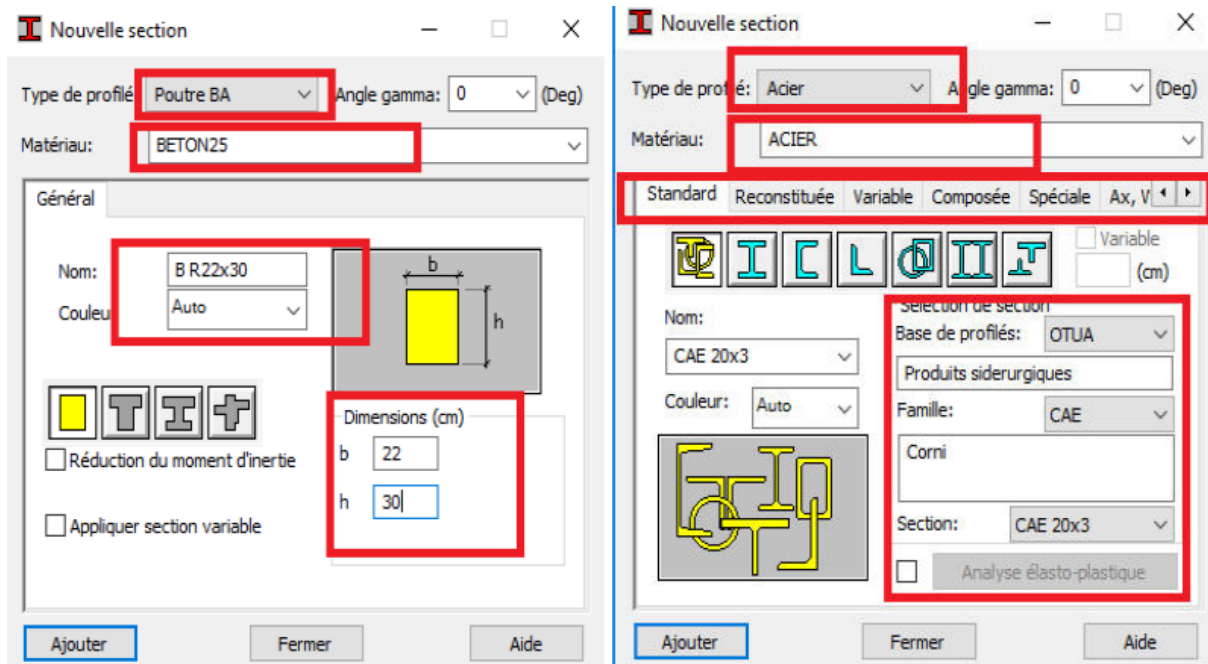 Nouvelle section
Type de profilé Poutre BA Angle gamma: 0 (Deg)
Matériau: BETON25
Général
Nom: B R22x30
Couleu Auto
b
h
Dimensions (cm)
b 22
h 30
Réduction du moment d'inertie
Appliquer section variable
Ajouter Fermer Aide
Nouvelle section
Type de profilé: Acier Angle gamma: 0 (Deg)
Matériau: ACIER
Standard Reconstituée Variable Composée Spéciale Ax, V
Variable
(cm)
Nom:
CAE 20x3
Couleur: Auto
Sélection de section
Base de profilés: OTUA
Produits siderurgiques
Famille: CAE
Corni
Section: CAE 20x3
Analyse élasto-plastique
Ajouter Fermer Aide